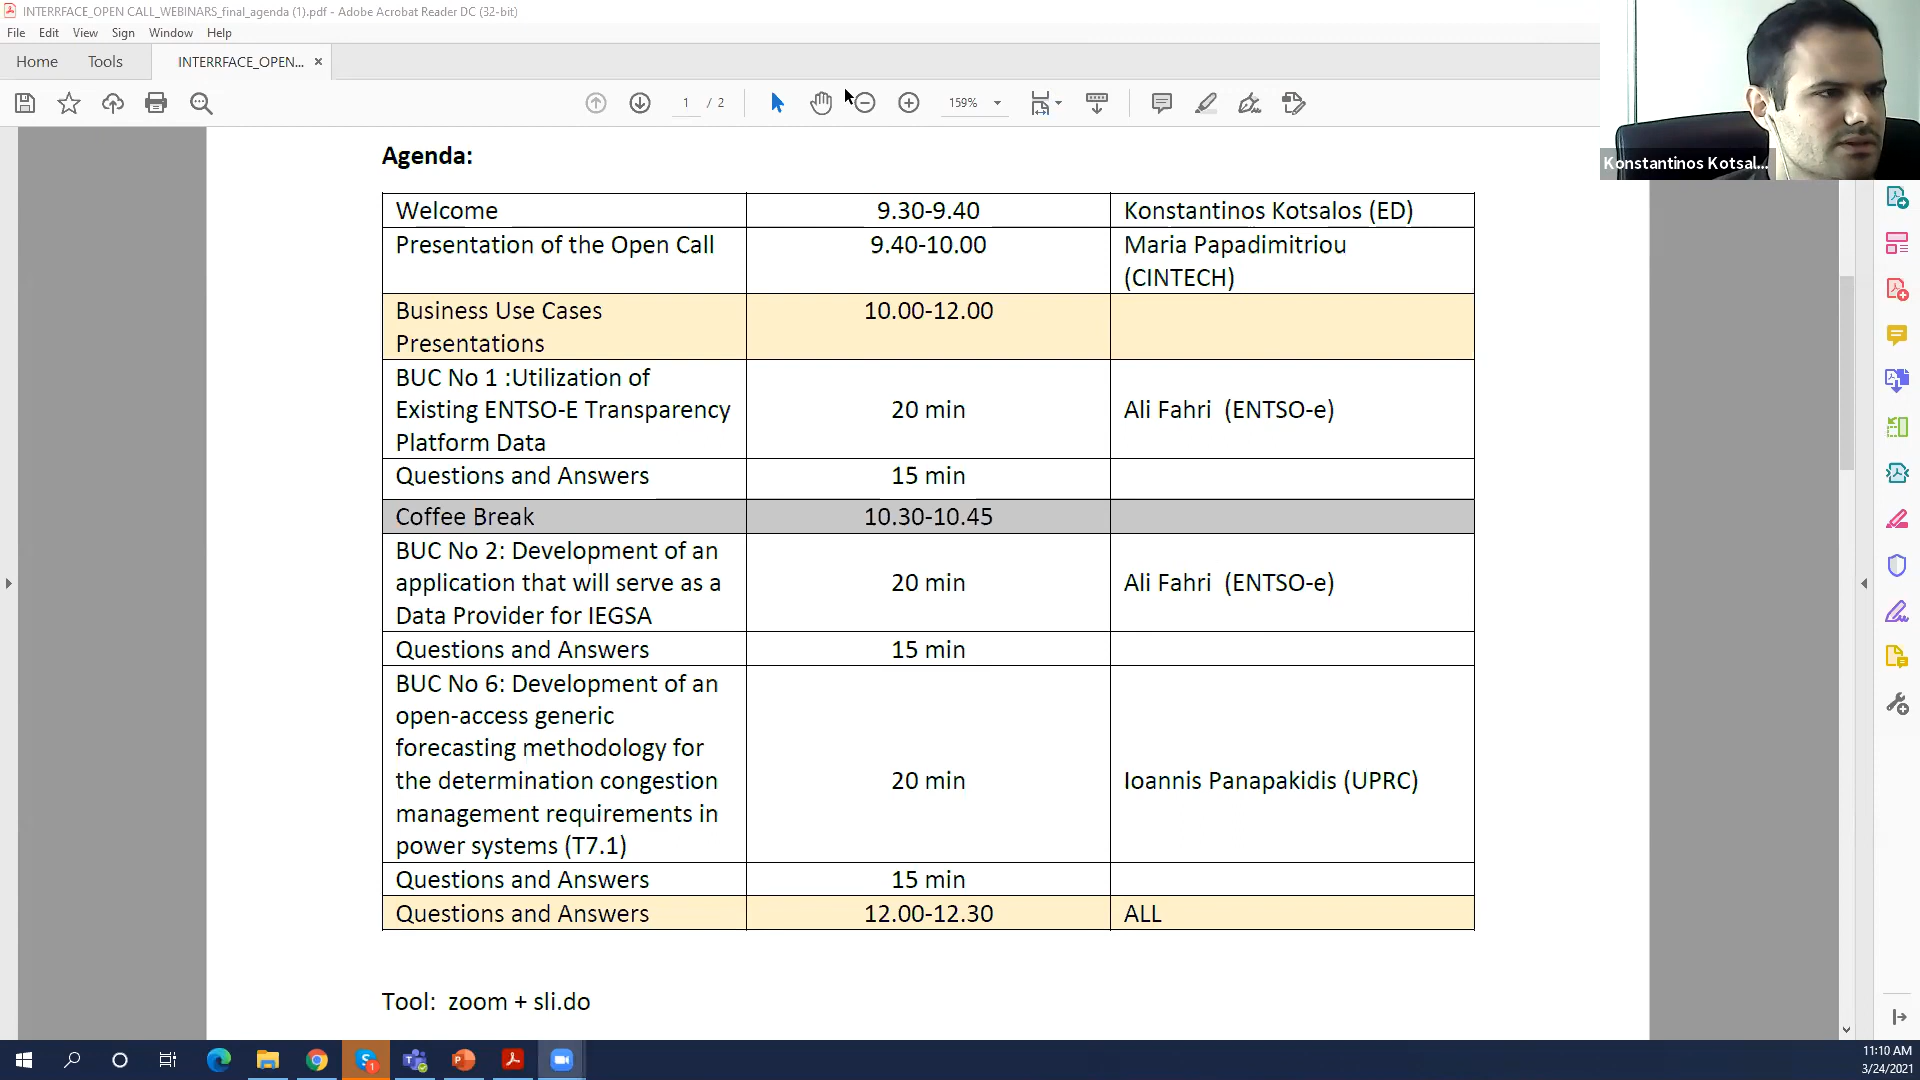 INTERRFACE_OPEN CALL_WEBINARS_final_agenda (1).pdf - Adobe Acrobat Reader DC (32-bit)
File Edit View Sign Window Help
Home Tools INTERRFACE_OPEN... ×
1 / 2 159%
Konstantinos Kotsal...
Agenda:
Welcome 9.30-9.40 Konstantinos Kotsalos (ED)
Presentation of the Open Call 9.40-10.00 Maria Papadimitriou
(CINTECH)
Business Use Cases 10.00-12.00
Presentations
BUC No 1 :Utilization of
Existing ENTSO-E Transparency 20 min Ali Fahri (ENTSO-e)
Platform Data
Questions and Answers 15 min
Coffee Break 10.30-10.45
BUC No 2: Development of an
application that will serve as a 20 min Ali Fahri (ENTSO-e)
Data Provider for IEGSA
Questions and Answers 15 min
BUC No 6: Development of an
open-access generic
forecasting methodology for
the determination congestion 20 min Ioannis Panapakidis (UPRC)
management requirements in
power systems (T7.1)
Questions and Answers 15 min
Questions and Answers 12.00-12.30 ALL
Tool: zoom + sli.do
11:10 AM
3/24/2021